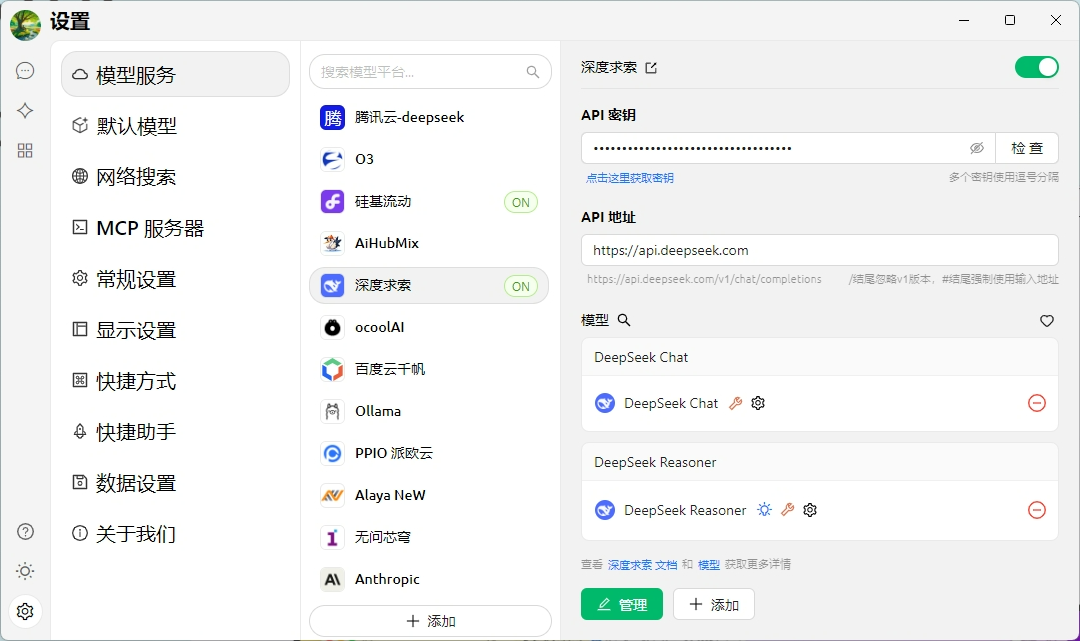 设置
模型服务
默认模型
网络搜索
MCP 服务器
常规设置
显示设置
快捷方式
快捷助手
数据设置
关于我们
搜索模型平台...
腾 腾讯云-deepseek
O3
硅基流动 ON
AiHubMix
深度求索 ON
ocoolAI
百度云千帆
Ollama
PPIO 派欧云
Alaya NeW
无问芯穹
Anthropic
添加
深度求索
API 密钥
••••••••••••••••••••••••••••••••••• 检 查
点击这里获取密钥 多个密钥使用逗号分隔
API 地址
https://api.deepseek.com
https://api.deepseek.com/v1/chat/completions /结尾忽略v1版本，#结尾强制使用输入地址
模型
DeepSeek Chat
DeepSeek Chat
DeepSeek Reasoner
DeepSeek Reasoner
查看 深度求索 文档 和 模型 获取更多详情
管理 添加